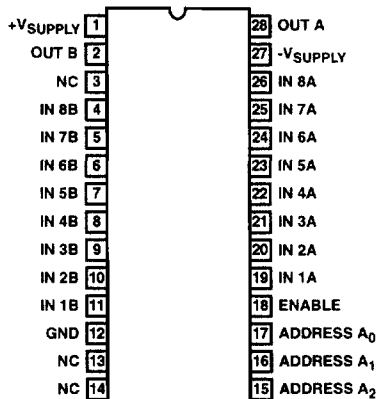 +VSUPPLY 1 28 OUT A
OUT B 2 27 -VSUPPLY
NC 3 26 IN 8A
IN 8B 4 25 IN 7A
IN 7B 5 24 IN 6A
IN 6B 6 23 IN 5A
IN 5B 7 22 IN 4A
IN 4B 8 21 IN 3A
IN 3B 9 20 IN 2A
IN 2B 10 19 IN 1A
IN 1B 11 18 ENABLE
GND 12 17 ADDRESS A0
NC 13 16 ADDRESS A1
NC 14 15 ADDRESS A2